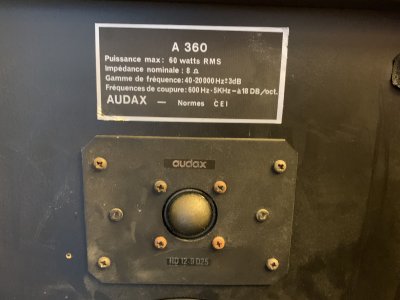 A 360
Puissance max: 60 watts RMS
Impédance nominale: 8 Ω
Gamme de fréquence: 40-20000 Hz ± 3dB
Fréquences de coupure: 600 Hz - 5KHz — à 18 DB/oct.
AUDAX — Normes C E I
audax
HD 12.9 D25